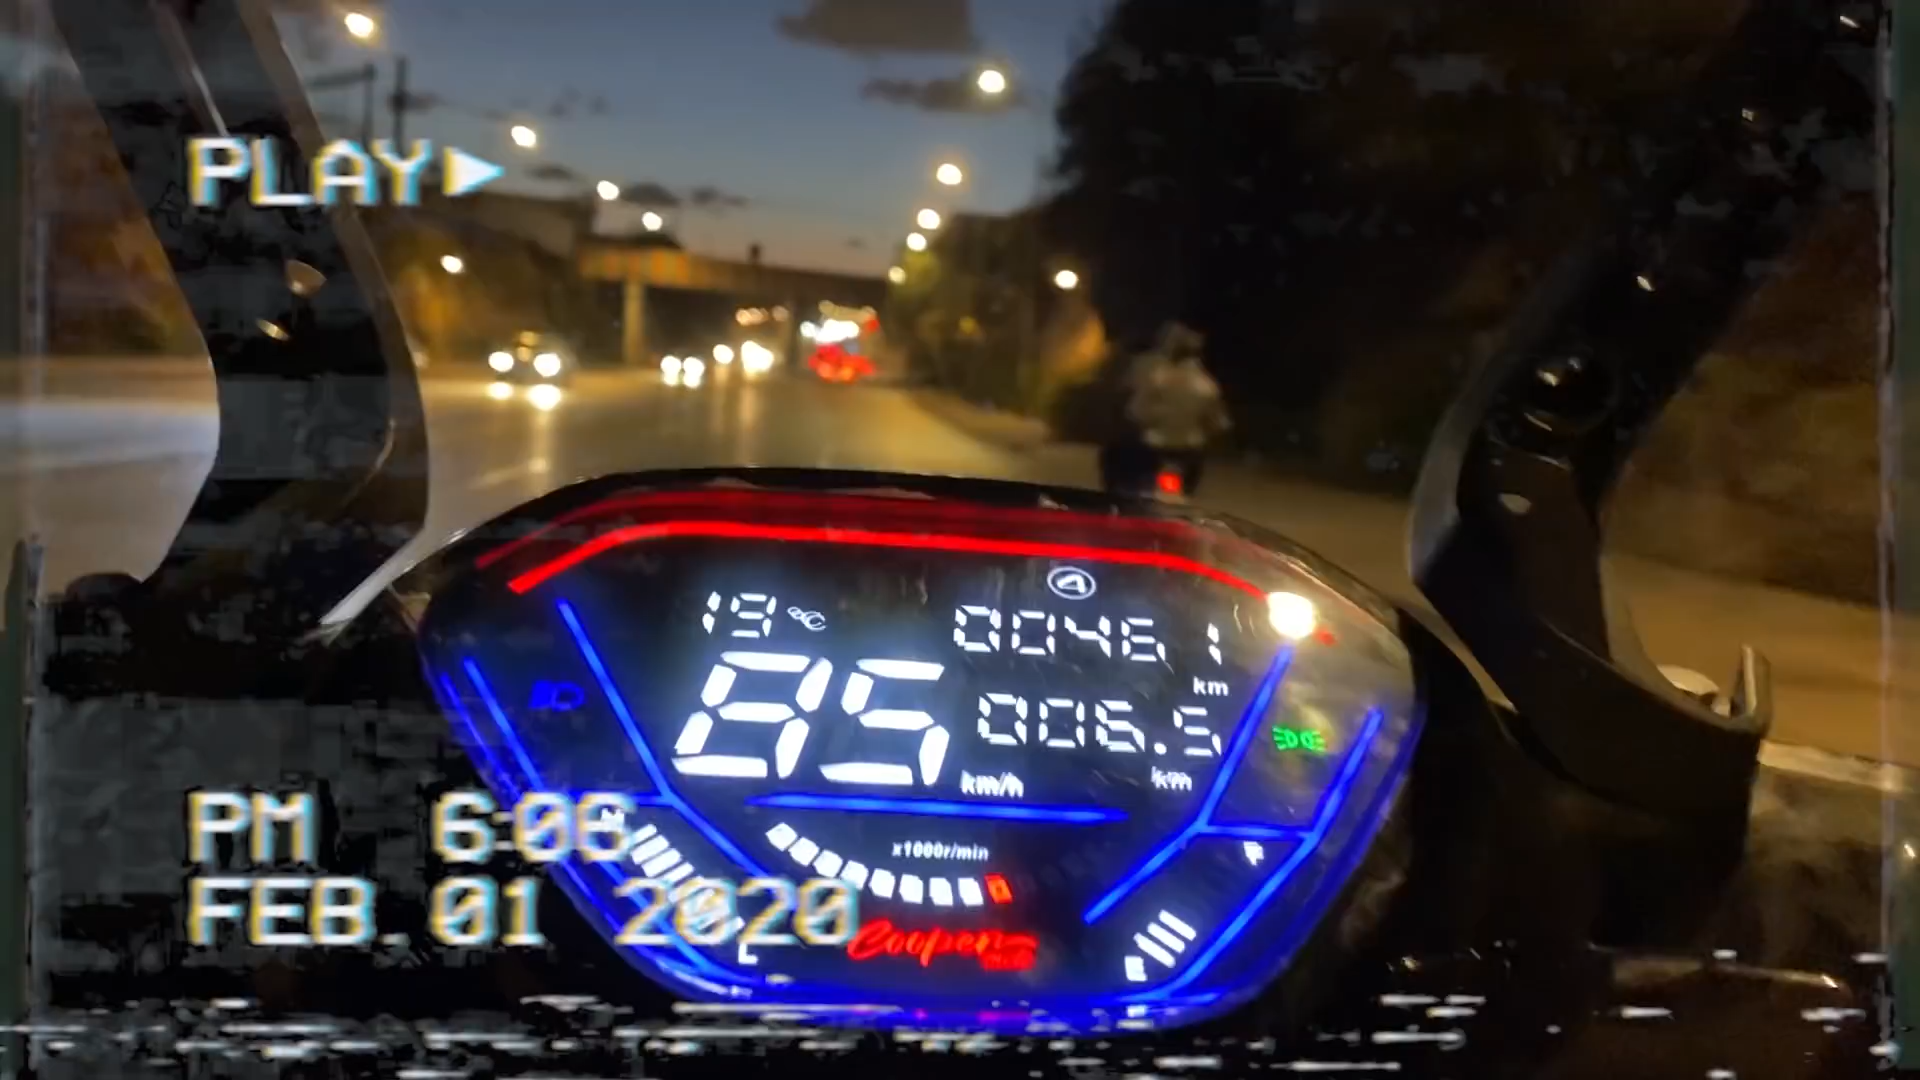 PLAY
19
0046.1
km
85
km/h
006.5
km
x1000r/min
PM 6:06
FEB. 01 2020
Cooper
E